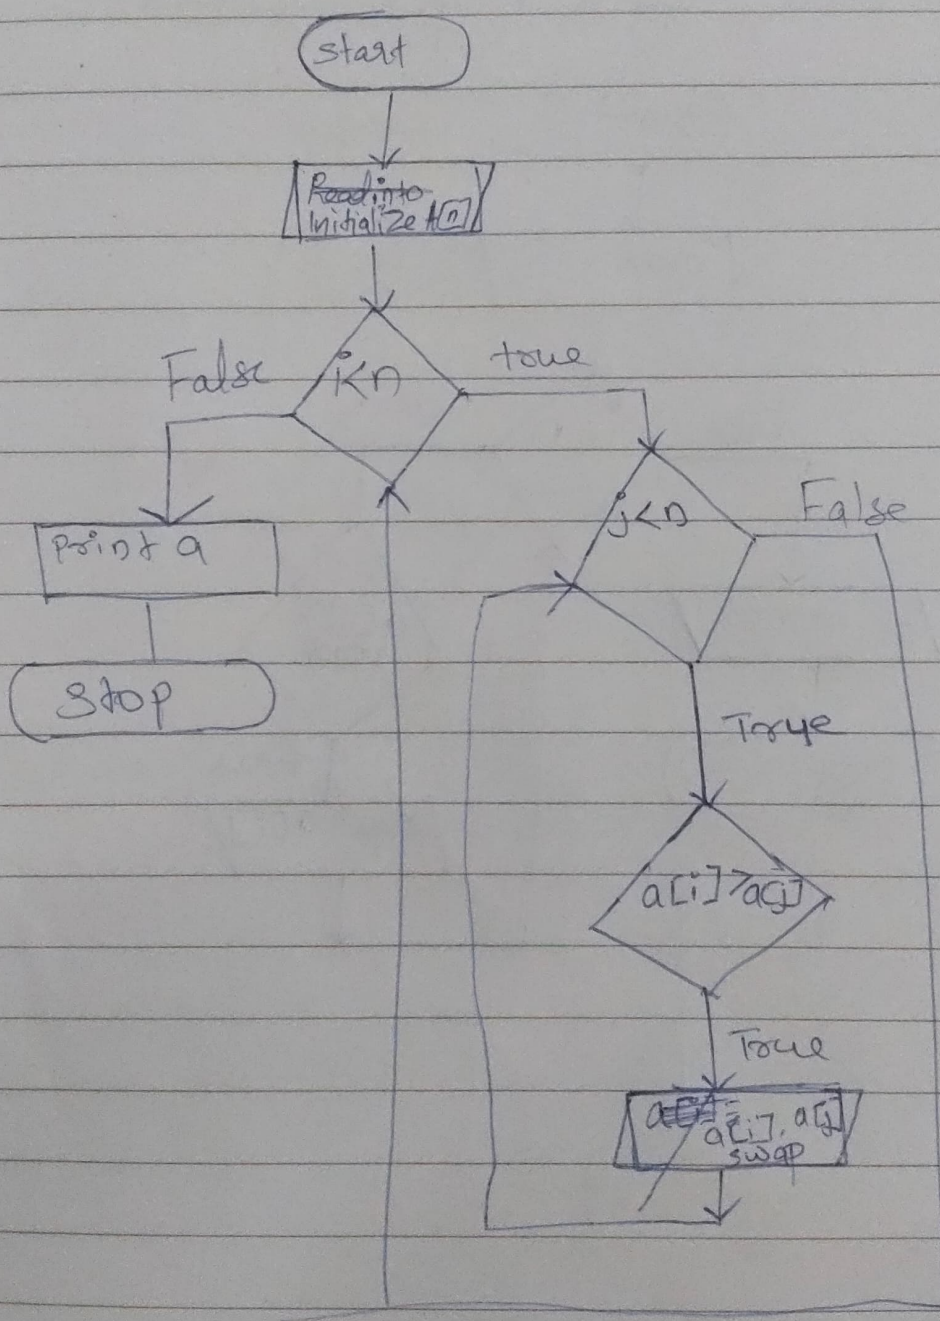 Start
Read into
Initialize A[n]
i<n
False
true
j<n
False
Print a
Stop
True
a[i]>a[j]
True
a[i], a[j]
swap